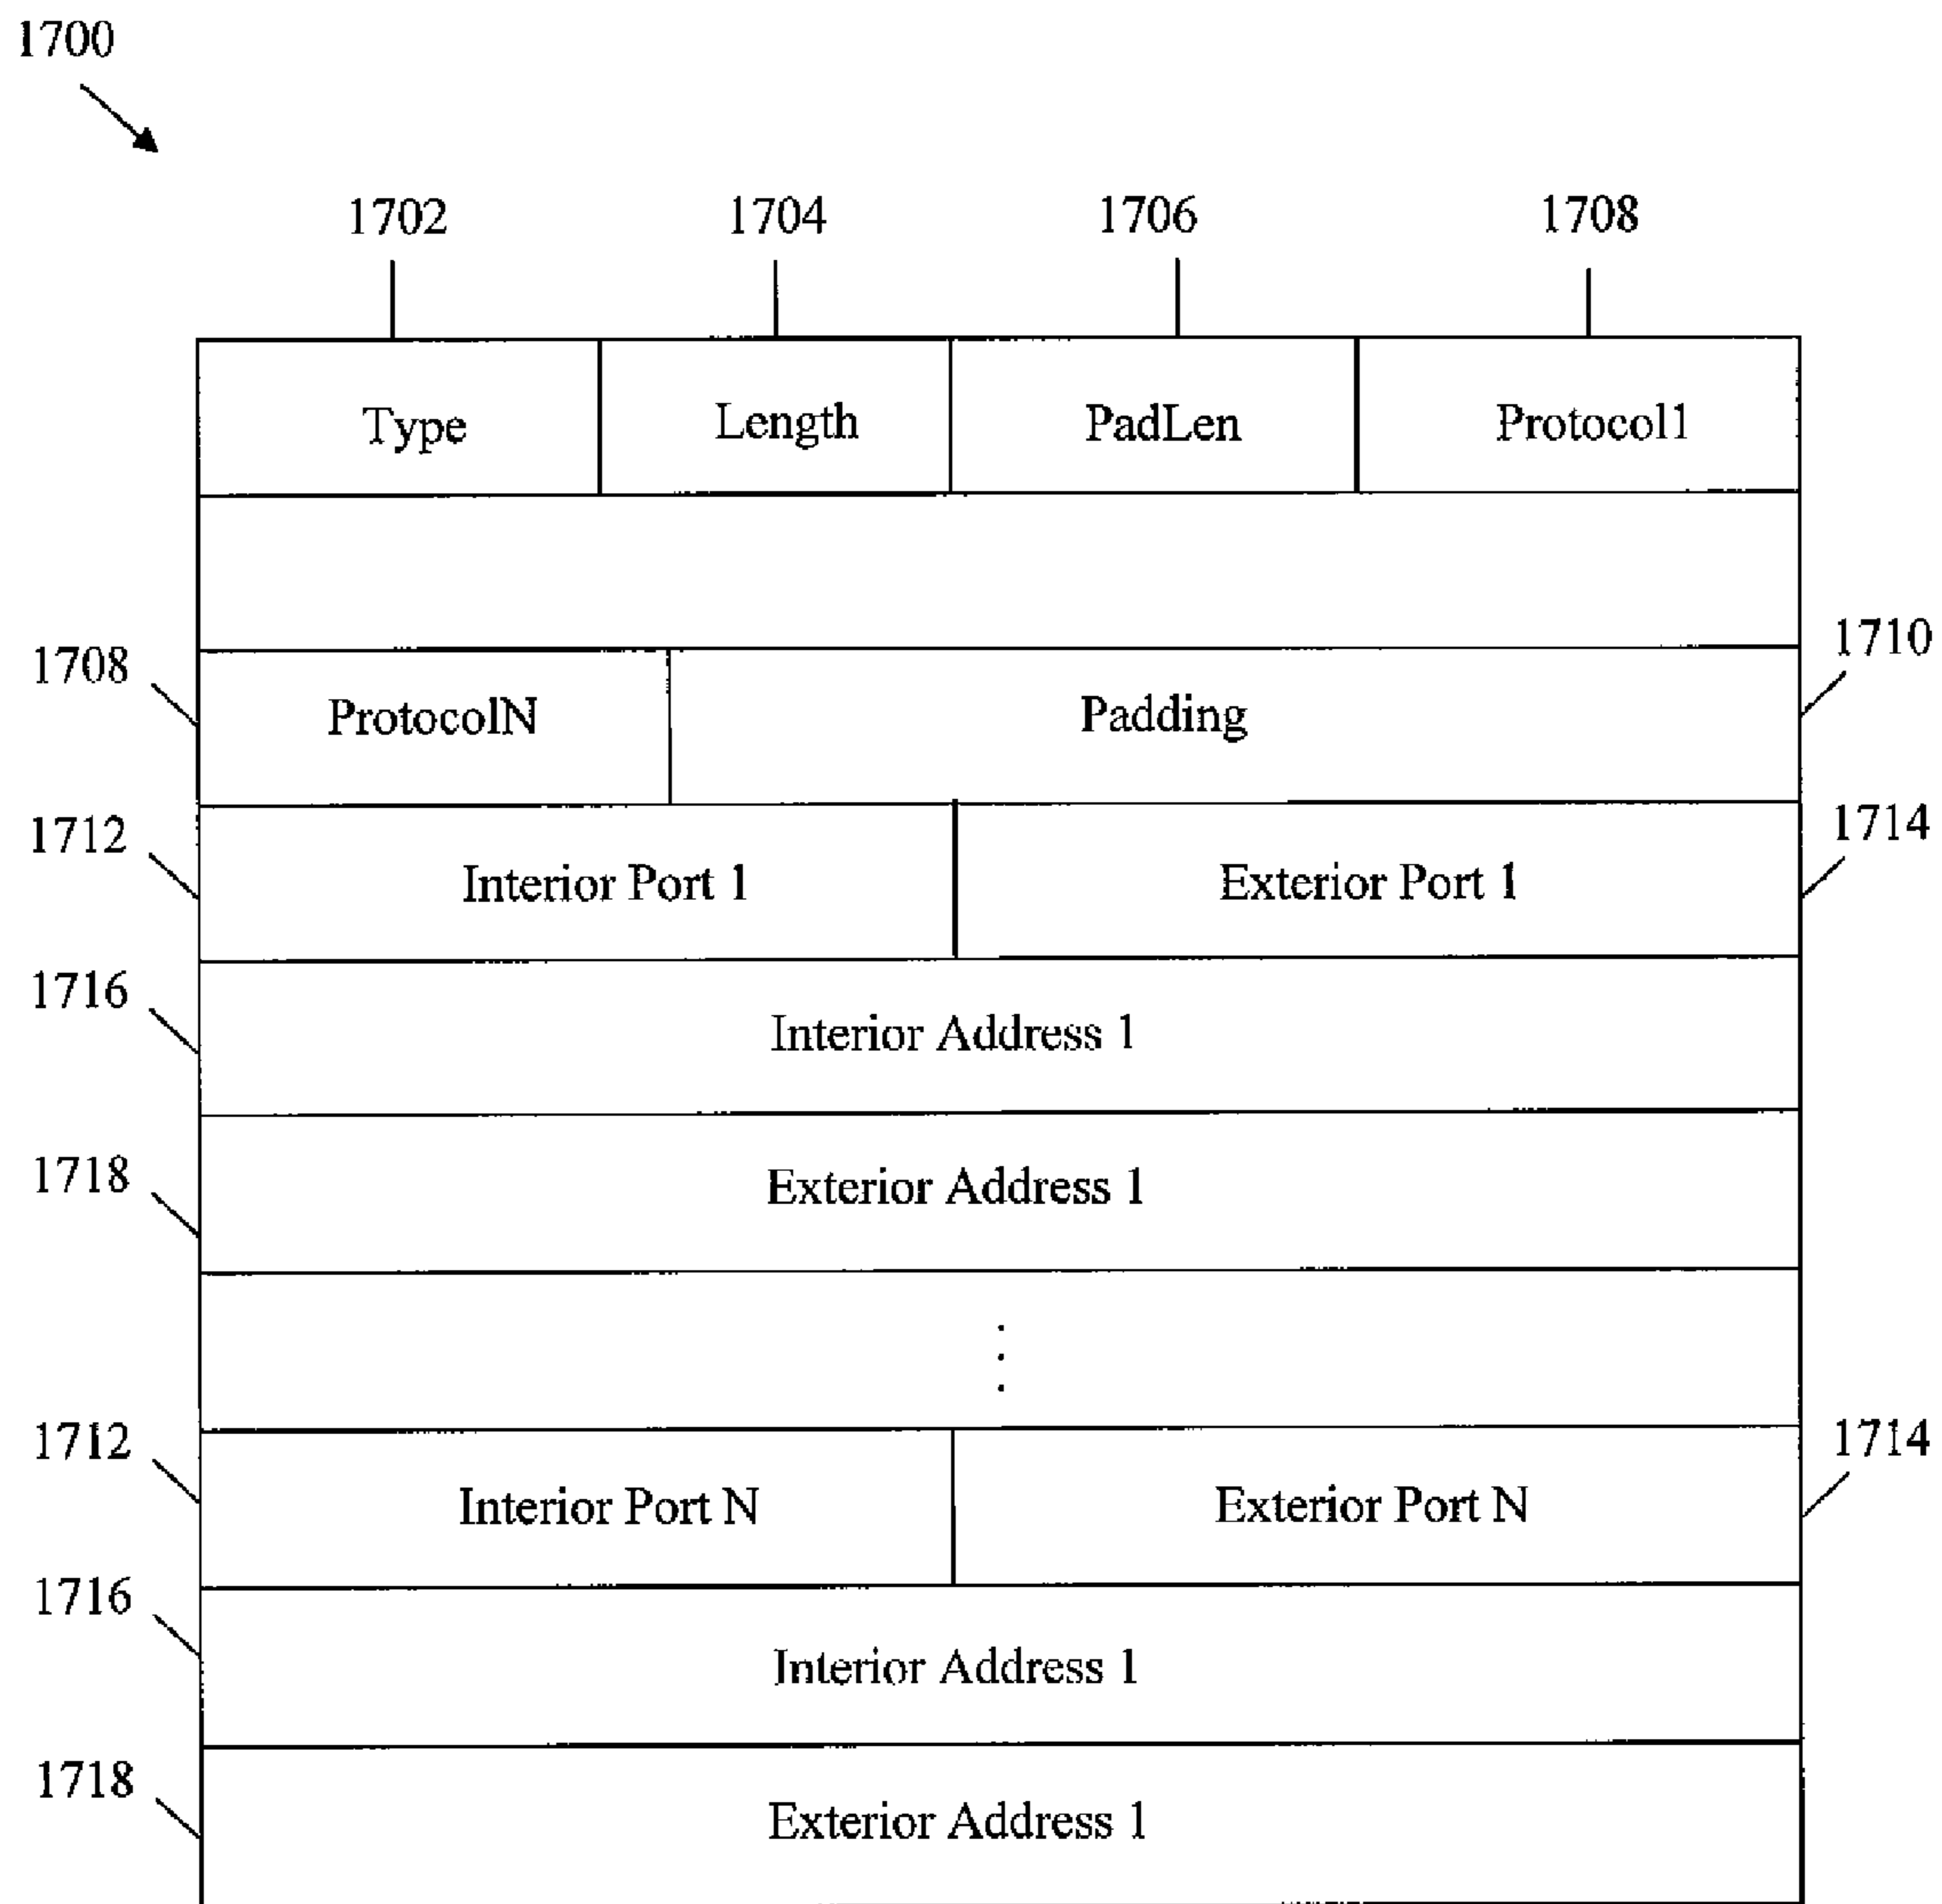 1700
1702 1704 1706 1708
Type Length PadLen Protocol1
1708 ProtocolN Padding 1710
1712 Interior Port 1 Exterior Port 1 1714
1716 Interior Address 1
1718 Exterior Address 1
1712 Interior Port N Exterior Port N 1714
1716 Interior Address 1
1718 Exterior Address 1